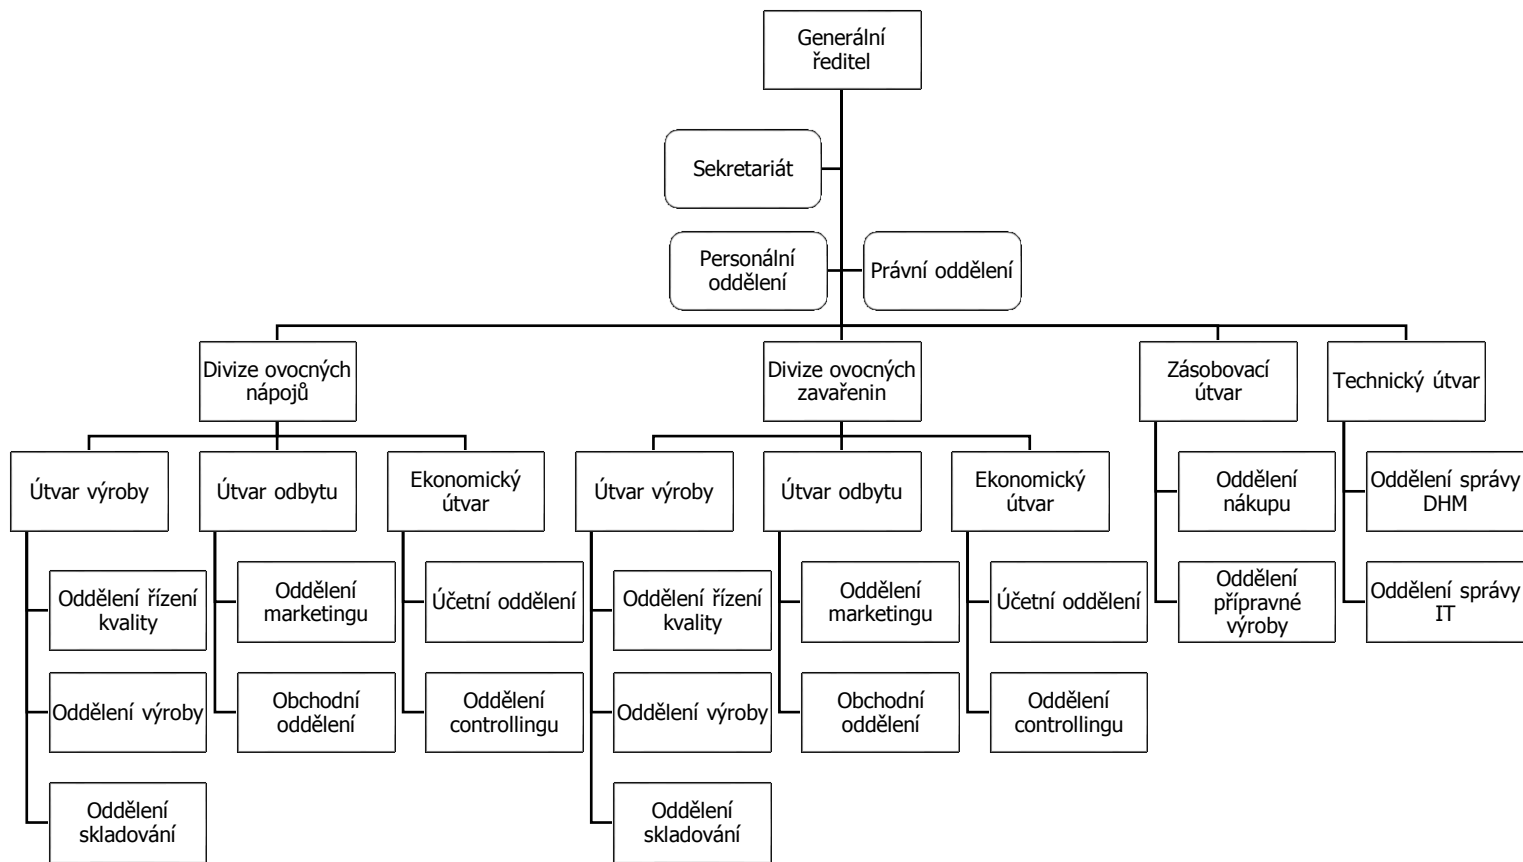 Generální
ředitel
Sekretariát
Personální
oddělení
Právní oddělení
Divize ovocných
nápojů
Divize ovocných
zavařenin
Zásobovací
útvar
Technický útvar
Útvar výroby
Útvar odbytu
Ekonomický
útvar
Útvar výroby
Útvar odbytu
Ekonomický
útvar
Oddělení
nákupu
Oddělení správy
DHM
Oddělení řízení
kvality
Oddělení
marketingu
Účetní oddělení
Oddělení řízení
kvality
Oddělení
marketingu
Účetní oddělení
Oddělení
přípravné
výroby
Oddělení správy
IT
Oddělení výroby
Obchodní
oddělení
Oddělení
controllingu
Oddělení výroby
Obchodní
oddělení
Oddělení
controllingu
Oddělení
skladování
Oddělení
skladování